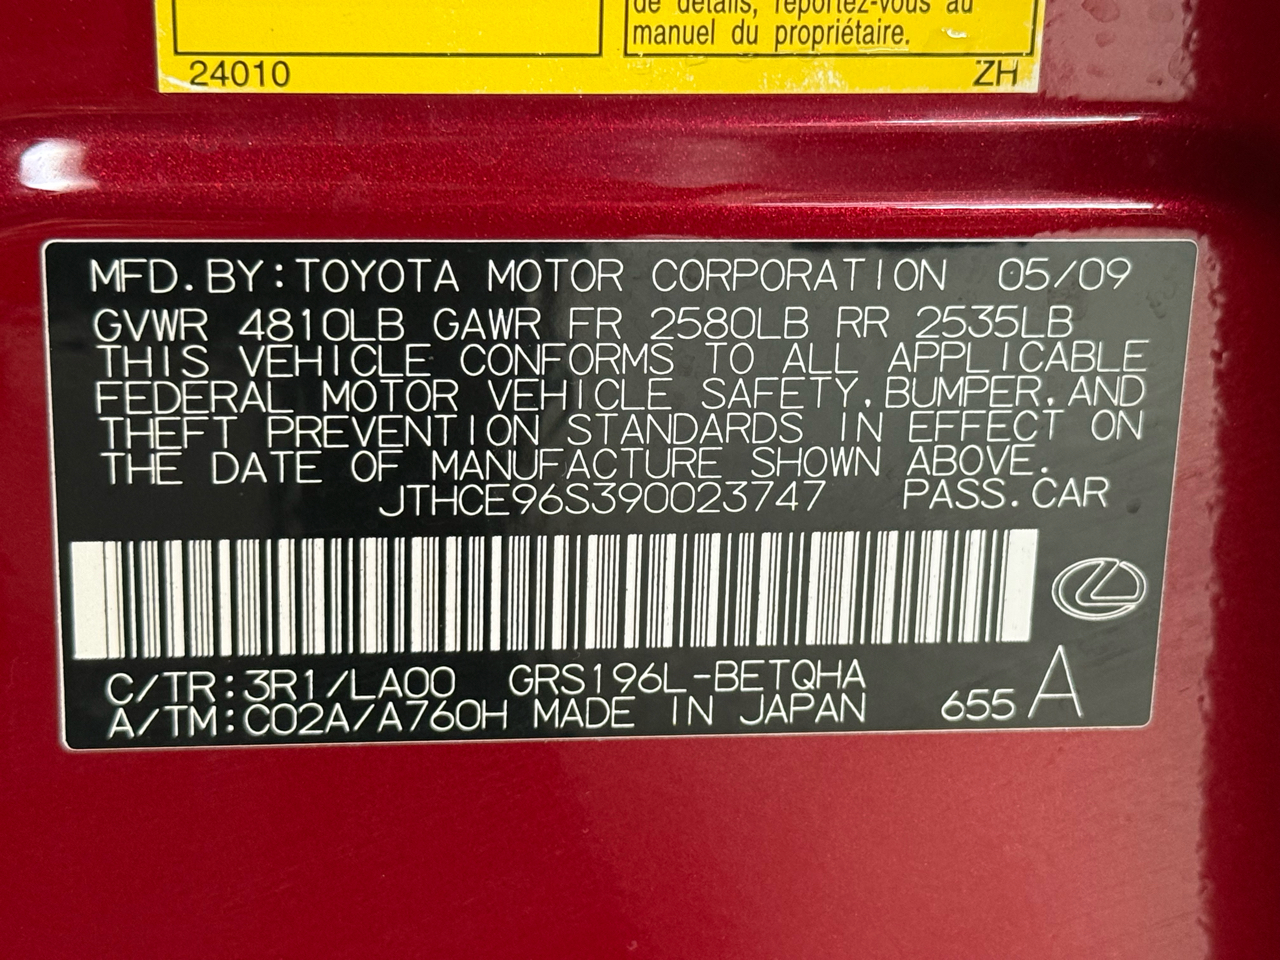 de détails, reportez-vous au
manuel du propriétaire.
24010 ZH
MFD.BY:TOYOTA MOTOR CORPORATION 05/09
GVWR 4810LB GAWR FR 2580LB RR 2535LB
THIS VEHICLE CONFORMS TO ALL APPLICABLE
FEDERAL MOTOR VEHICLE SAFETY,BUMPER,AND
THEFT PREVENTION STANDARDS IN EFFECT ON
THE DATE OF MANUFACTURE SHOWN ABOVE.
JTHCE96S390023747 PASS.CAR
C/TR:3R1/LA00 GRS196L-BETQHA
A/TM:C02A/A760H MADE IN JAPAN 655 A